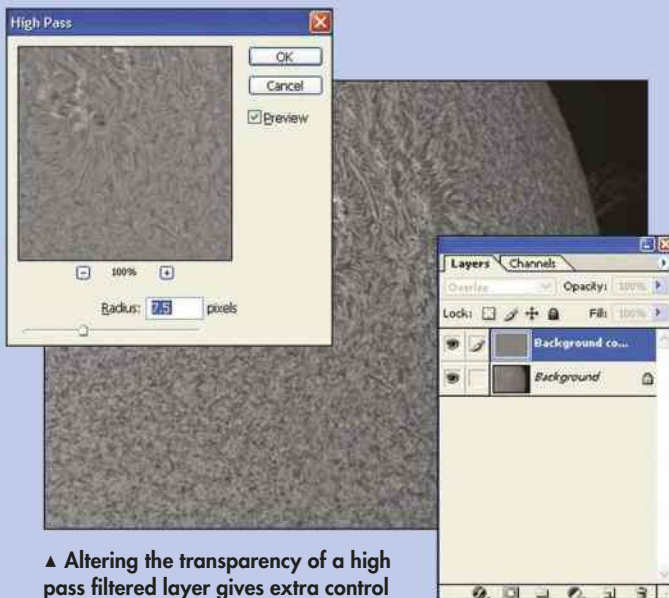 High Pass
OK
Cancel
Preview
100%
Radius: 7.5 pixels
Layers Channels
Overlay Opacity: 100%
Lock: Fill: 100%
Background co...
Background
▲ Altering the transparency of a high
pass filtered layer gives extra control